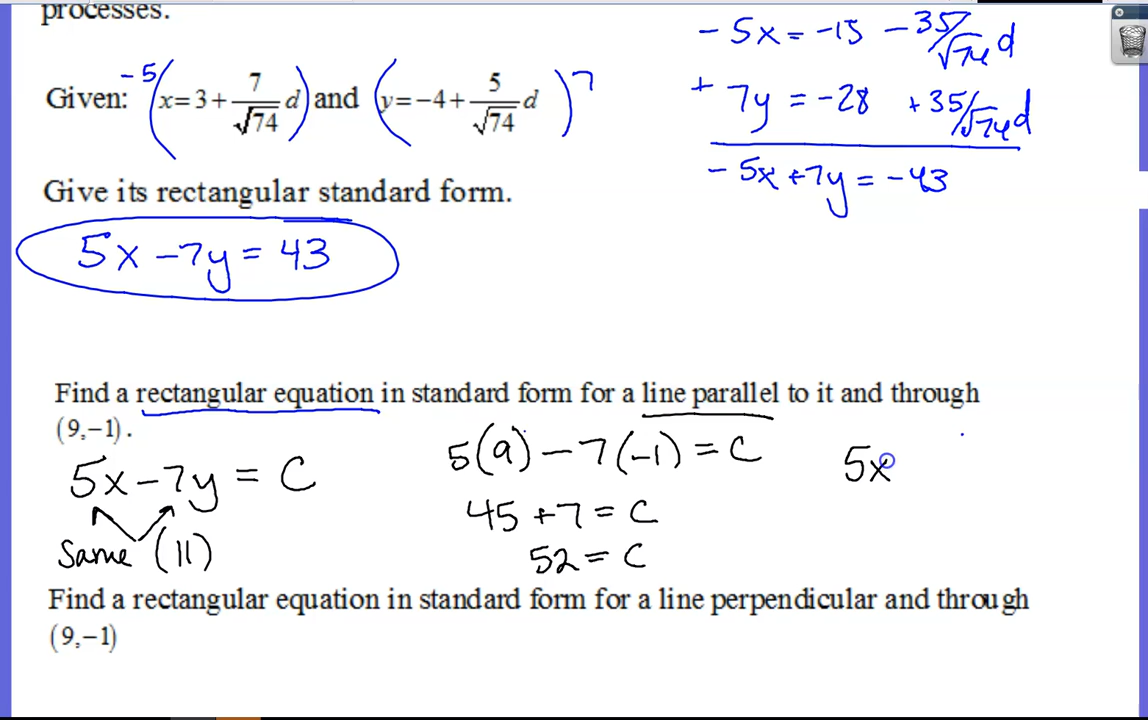 processes.
-5x = -15 - 35/√74 d
+ 7y = -28 + 35/√74 d
-5x + 7y = -43
Given: -5(x=3+7/√74 d) and (y=-4+5/√74 d)7
Give its rectangular standard form.
5x - 7y = 43
Find a rectangular equation in standard form for a line parallel to it and through
(9,-1).
5x - 7y = C
Same (11)
5(9) - 7(-1) = C
45 + 7 = C
52 = C
5x
Find a rectangular equation in standard form for a line perpendicular and through
(9,-1)